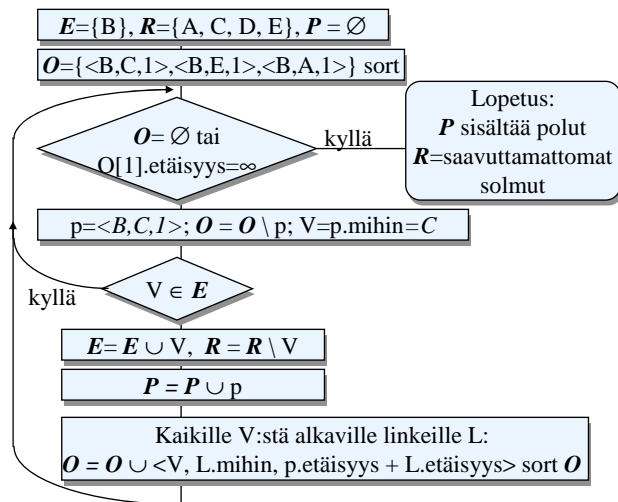 E={B}, R={A, C, D, E}, P = ∅
O={<B,C,1>,<B,E,1>,<B,A,1>} sort
O= ∅ tai
O[1].etäisyys=∞
kyllä
Lopetus:
P sisältää polut
R=saavuttamattomat
solmut
p=<B,C,1>; O = O \ p; V=p.mihin=C
V ∈ E
kyllä
E= E ∪ V, R = R \ V
P = P ∪ p
Kaikille V:stä alkaville linkeille L:
O = O ∪ <V, L.mihin, p.etäisyys + L.etäisyys> sort O